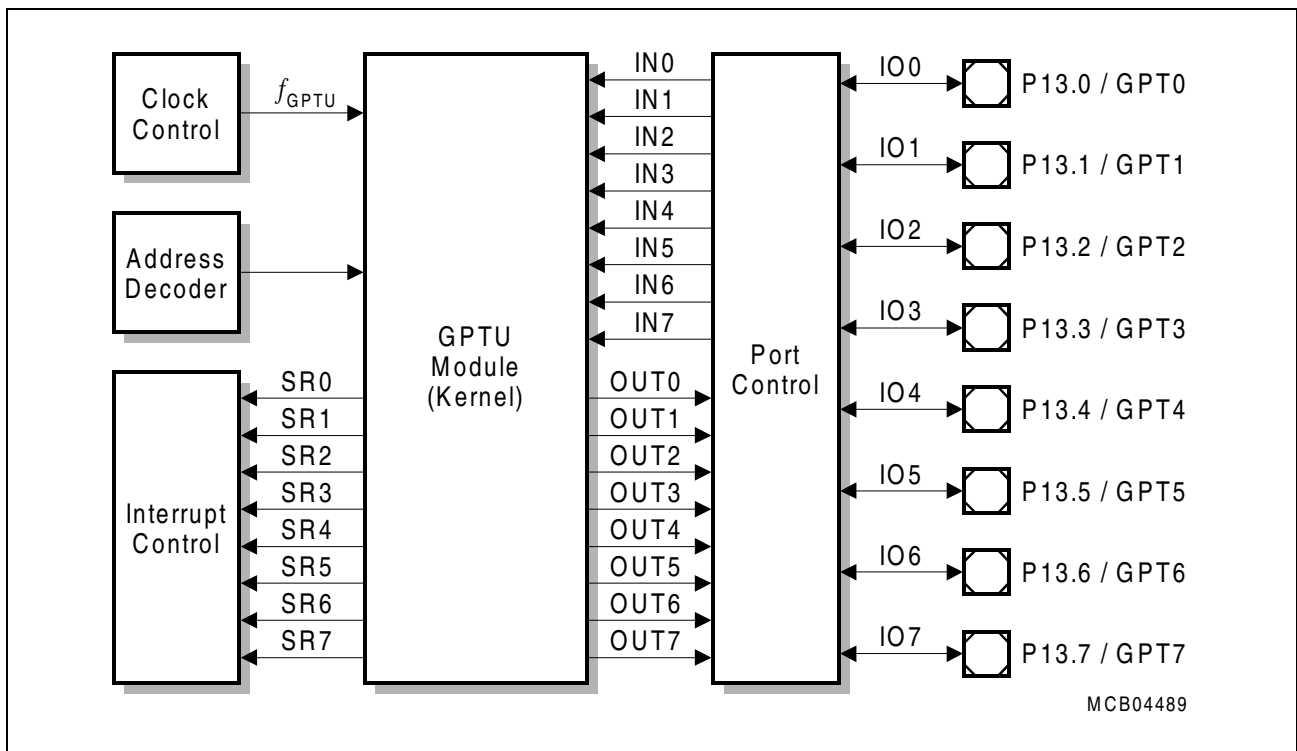 Clock
Control
fGPTU
Address
Decoder
Interrupt
Control
SR0
SR1
SR2
SR3
SR4
SR5
SR6
SR7
GPTU
Module
(Kernel)
IN0
IN1
IN2
IN3
IN4
IN5
IN6
IN7
OUT0
OUT1
OUT2
OUT3
OUT4
OUT5
OUT6
OUT7
Port
Control
IO0
IO1
IO2
IO3
IO4
IO5
IO6
IO7
P13.0 / GPT0
P13.1 / GPT1
P13.2 / GPT2
P13.3 / GPT3
P13.4 / GPT4
P13.5 / GPT5
P13.6 / GPT6
P13.7 / GPT7
MCB04489